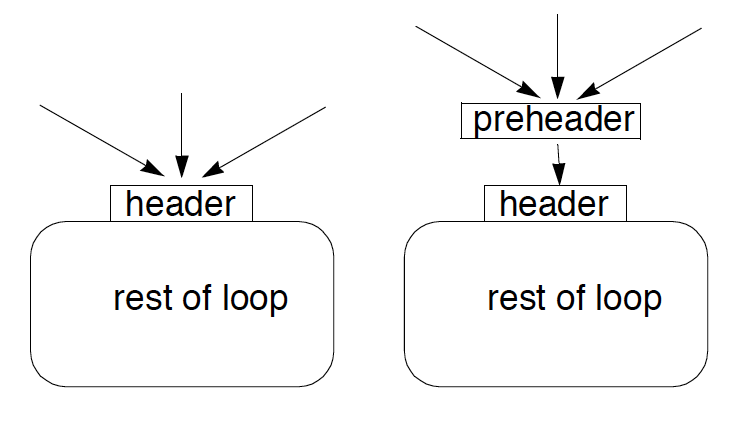 preheader
header
header
rest of loop
rest of loop